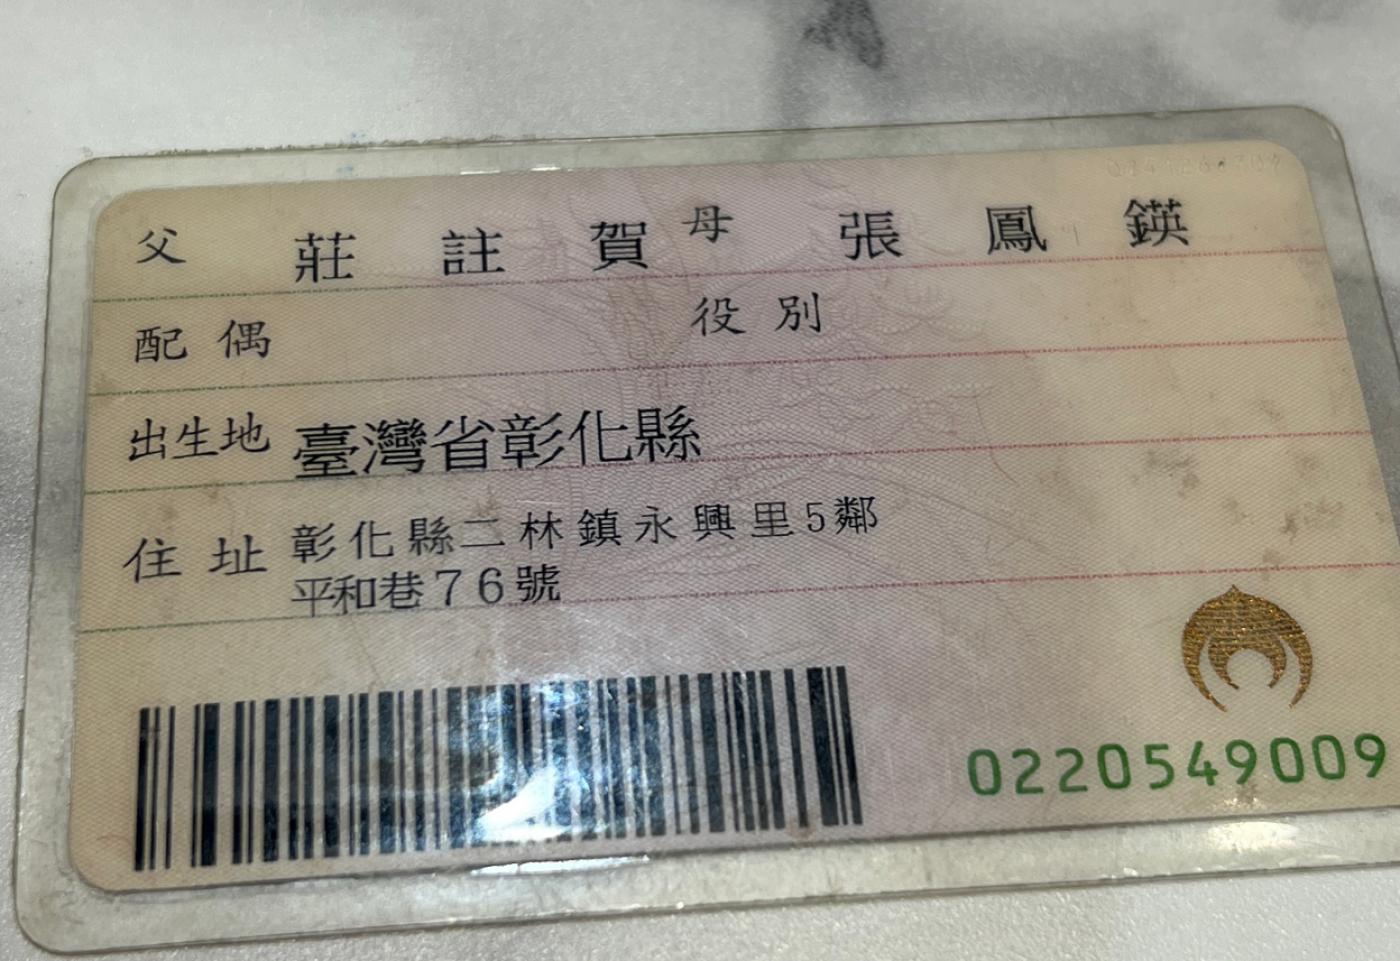 父 莊註賀 母 張鳳鍈
配偶 役別
出生地 臺灣省彰化縣
住址 彰化縣二林鎮永興里5鄰
平和巷76號
0220549009